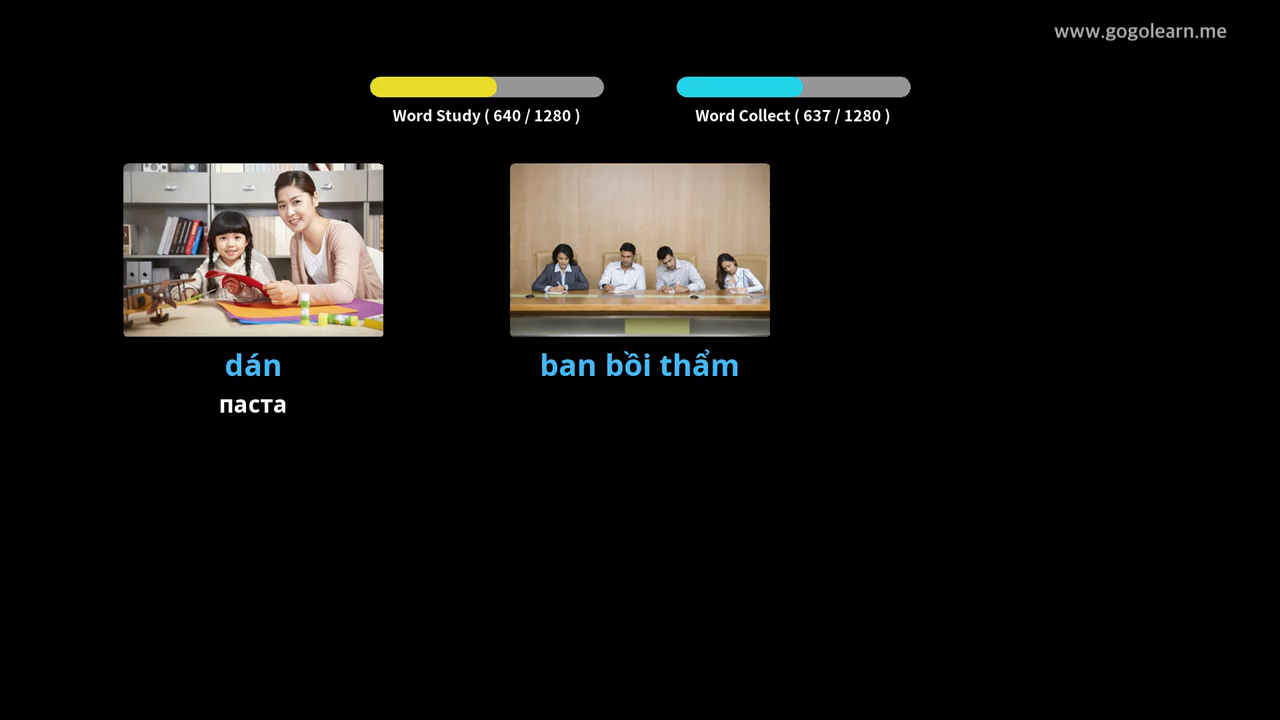 www.gogolearn.me
Word Study ( 640 / 1280 )
Word Collect ( 637 / 1280 )
dán
паста
ban bồi thẩm